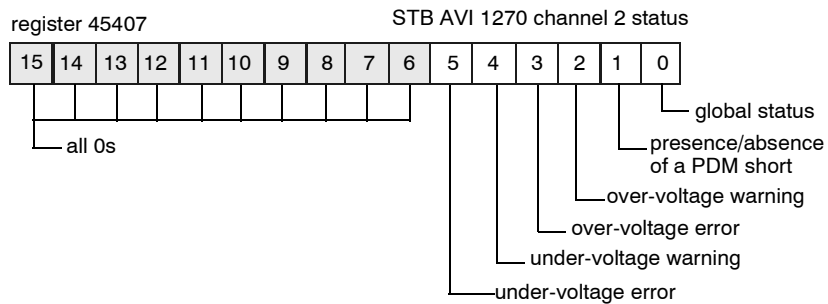 register 45407
STB AVI 1270 channel 2 status
15 14 13 12 11 10 9 8 7 6 5 4 3 2 1 0
global status
all 0s
presence/absence
of a PDM short
over-voltage warning
over-voltage error
under-voltage warning
under-voltage error